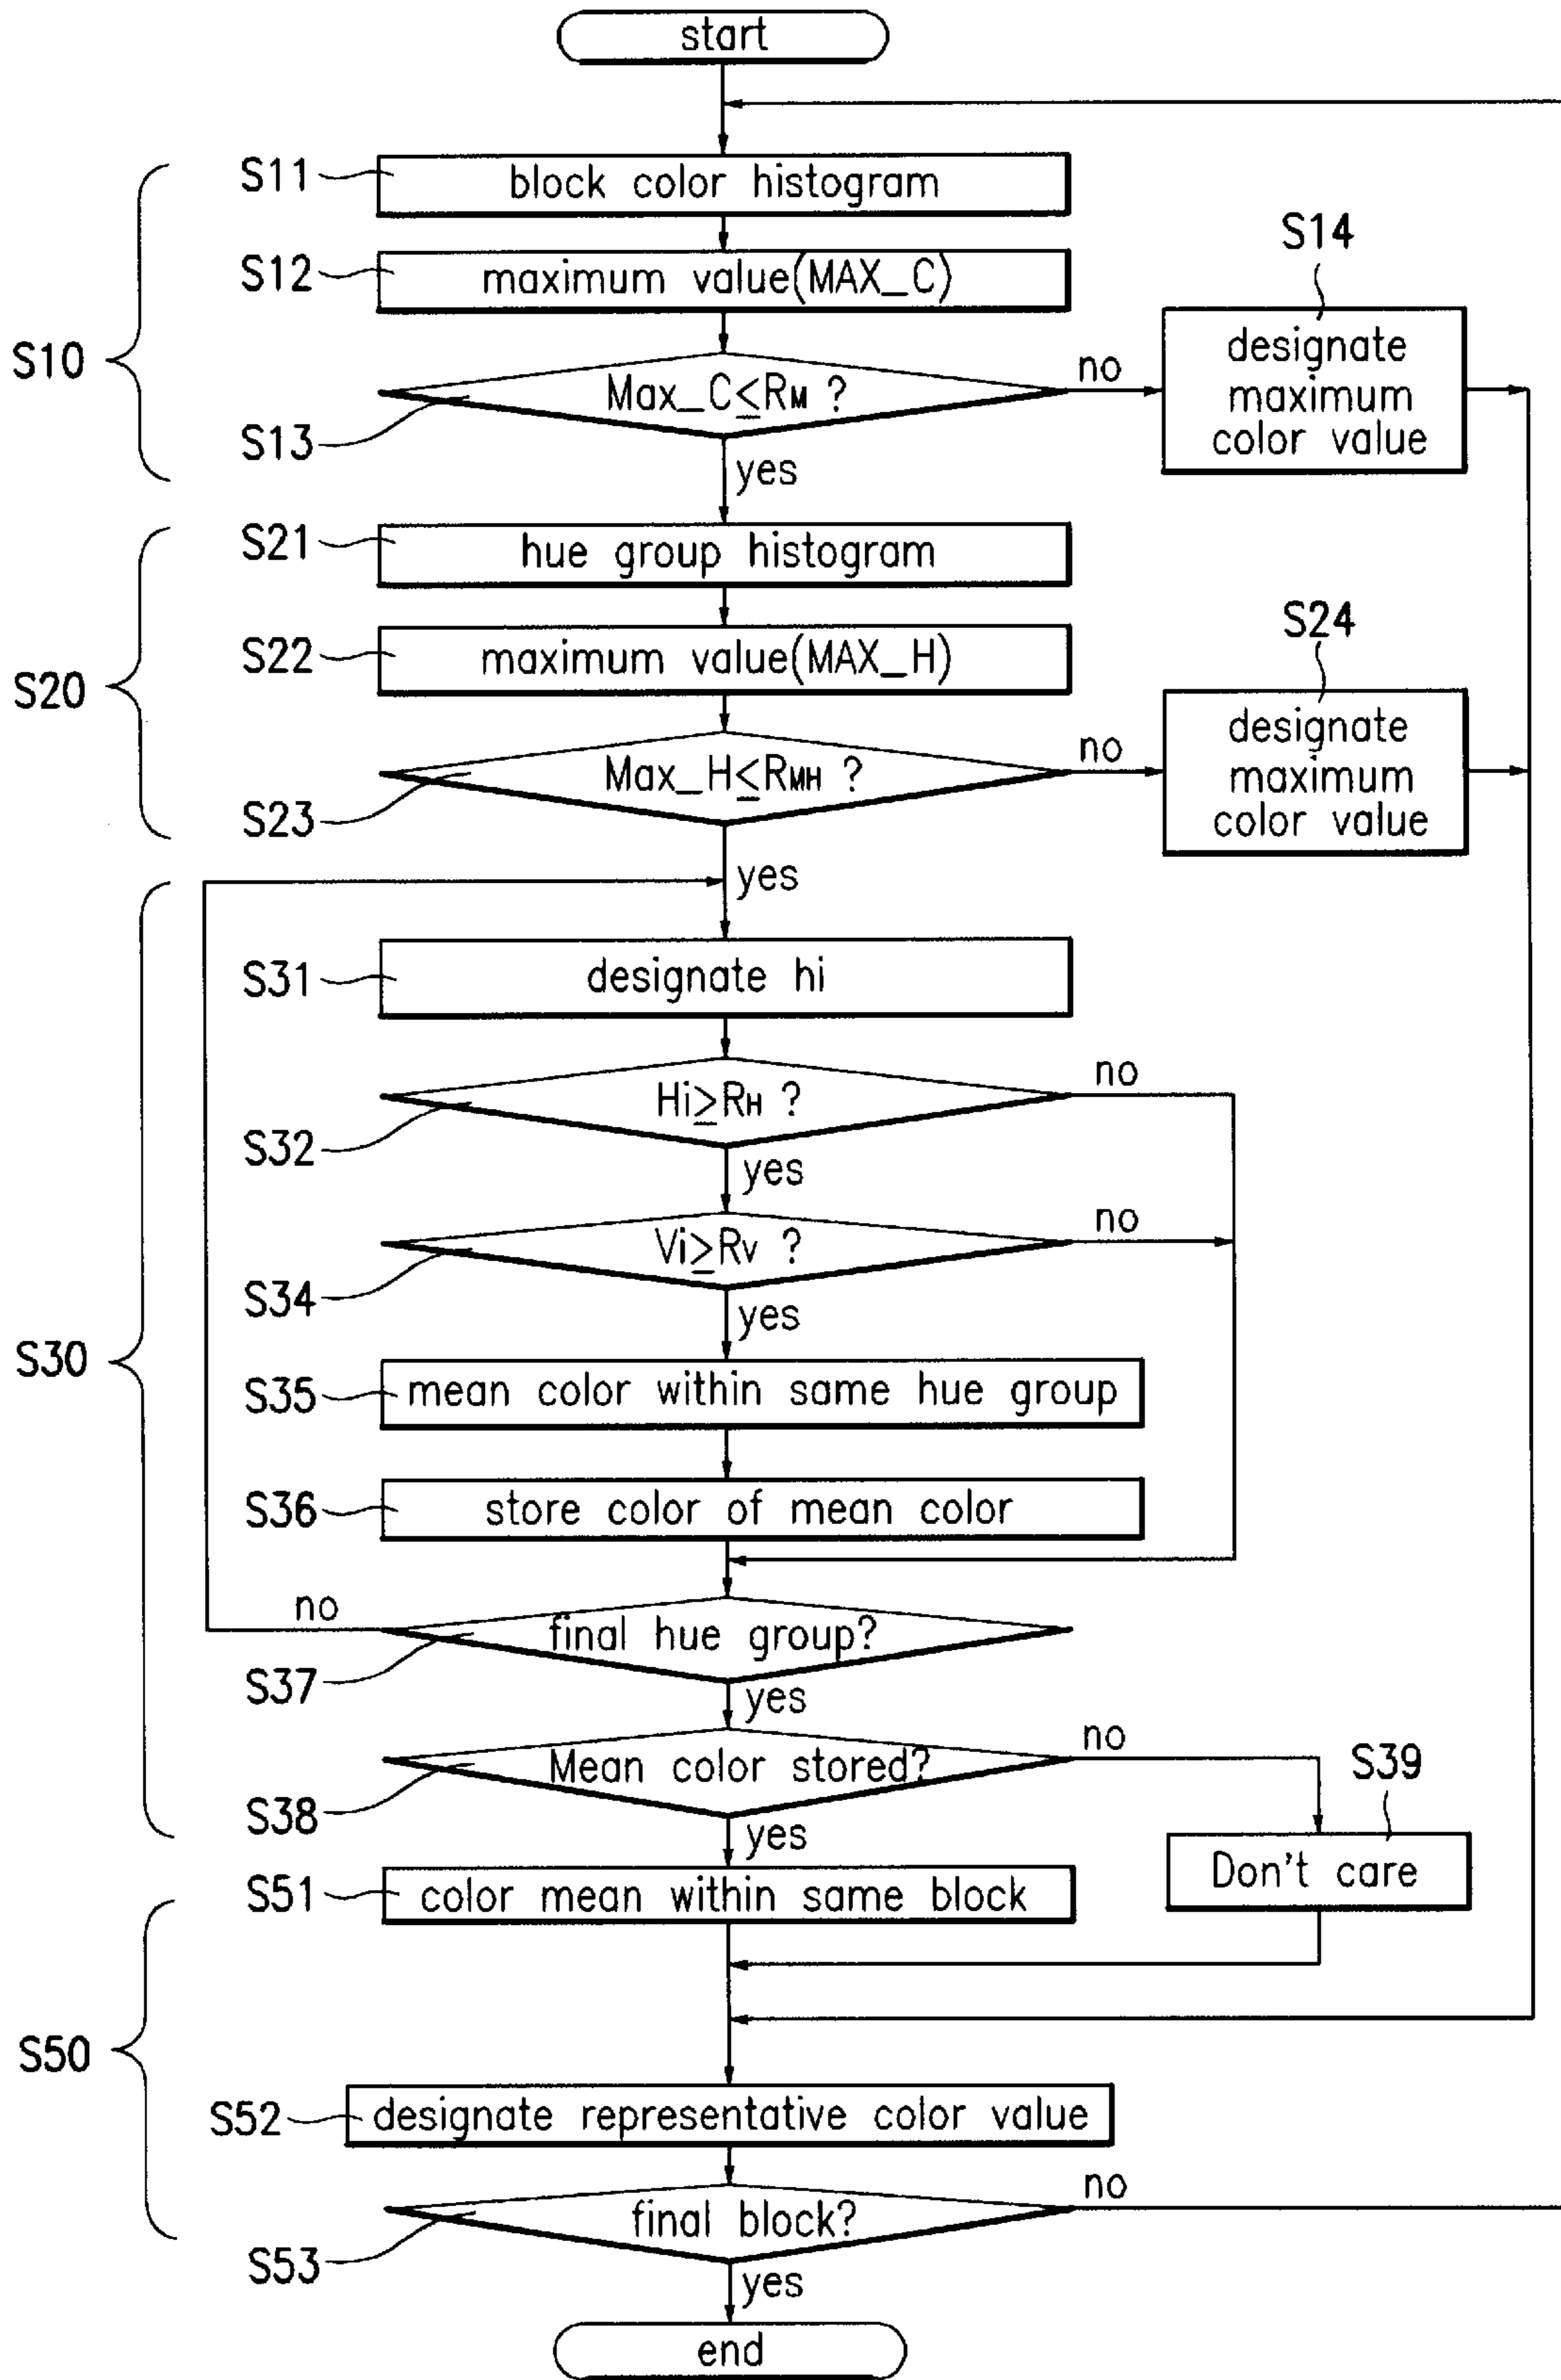 start
S11
block color histogram
S12
maximum value(MAX_C)
S14
designate
maximum
color value
S10
Max_C≤RM ?
no
S13
yes
S21
hue group histogram
S22
maximum value(MAX_H)
S24
designate
maximum
color value
S20
Max_H≤RMH ?
no
S23
yes
S31
designate hi
Hi≥RH ?
no
S32
yes
Vi≥RV ?
no
S34
yes
S30
S35
mean color within same hue group
S36
store color of mean color
no
final hue group?
S37
yes
Mean color stored?
no
S39
S38
yes
Don't care
S51
color mean within same block
S50
S52
designate representative color value
no
final block?
S53
yes
end